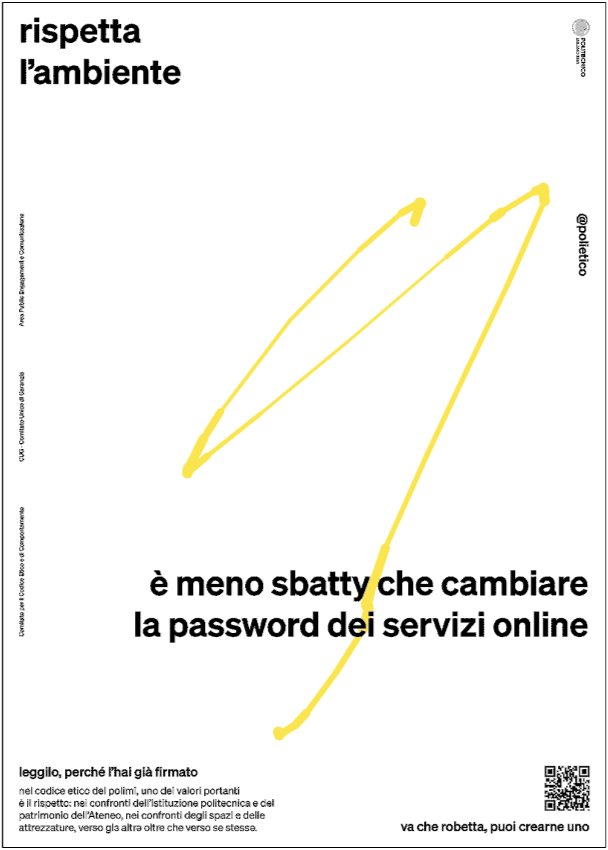 rispetta
l'ambiente
POLITECNICO
MILANO 1863
@polietico
Area Public Engagement e Comunicazione
CUG - Comitato Unico di Garanzia
Comitato per il Codice Etico e di Comportamento
è meno sbatty che cambiare
la password dei servizi online
leggilo, perché l'hai già firmato
nel codice etico del polimi, uno dei valori portanti
è il rispetto: nei confronti dell'istituzione politecnica e del
patrimonio dell'Ateneo, nei confronti degli spazi e delle
attrezzature, verso gli altrə oltre che verso se stessə.
va che robetta, puoi crearne uno